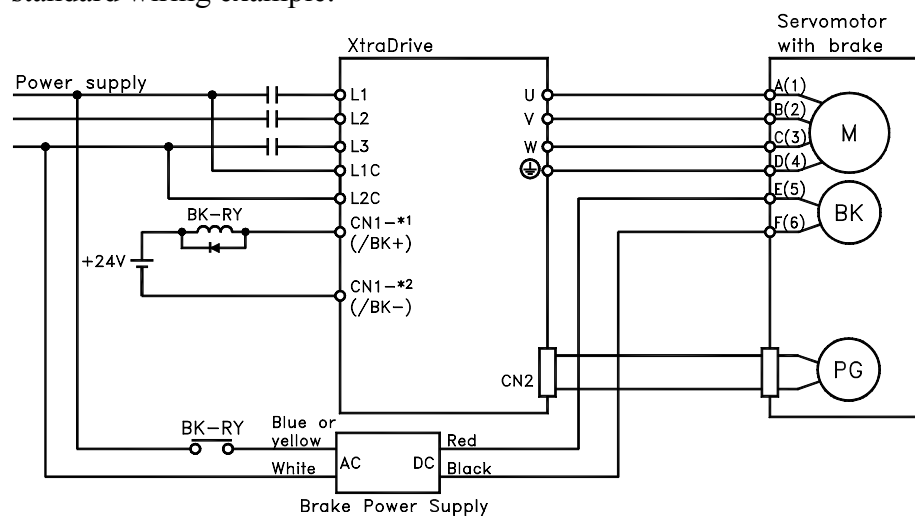 standard wiring example:
Servomotor
with brake
XtraDrive
Power supply
L1
L2
L3
L1C
L2C
BK-RY
CN1-*1
(/BK+)
+24V
CN1-*2
(/BK-)
U
V
W
A(1)
B(2)
C(3)
D(4)
E(5)
F(6)
M
BK
CN2
PG
BK-RY
Blue or
yellow
White
AC
DC
Red
Black
Brake Power Supply